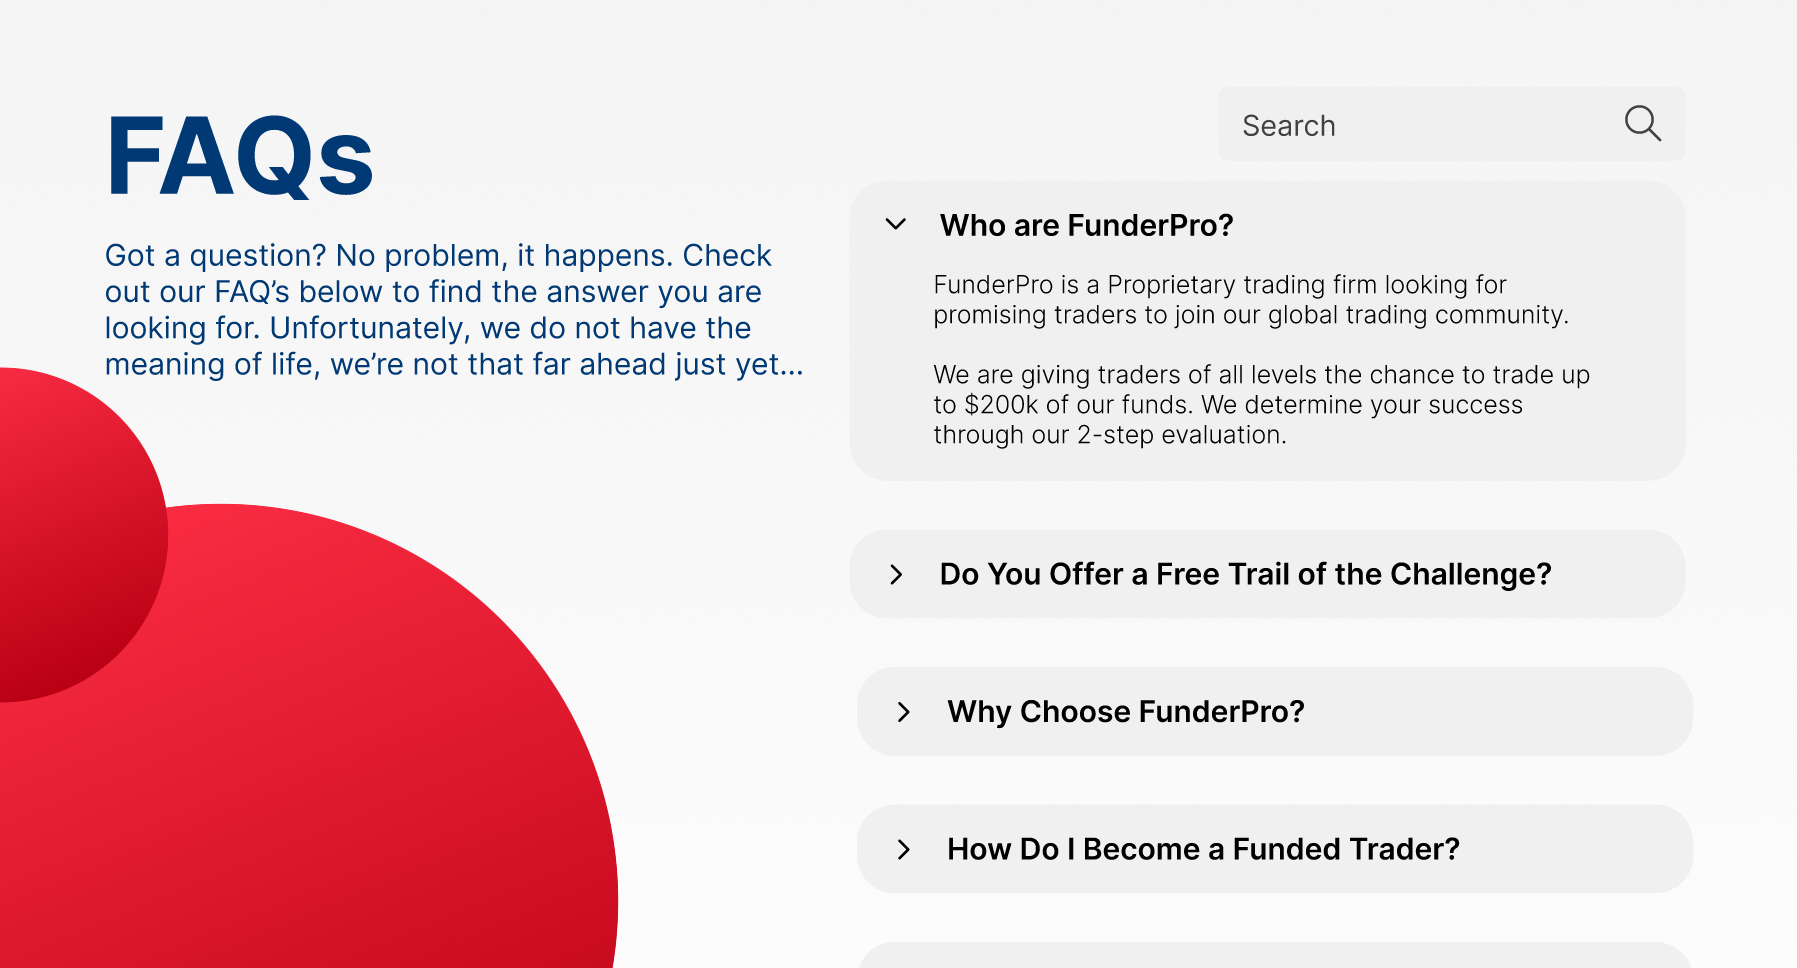 FAQs
Got a question? No problem, it happens. Check
out our FAQ’s below to find the answer you are
looking for. Unfortunately, we do not have the
meaning of life, we’re not that far ahead just yet...
Search
Who are FunderPro?
FunderPro is a Proprietary trading firm looking for
promising traders to join our global trading community.
We are giving traders of all levels the chance to trade up
to $200k of our funds. We determine your success
through our 2-step evaluation.
Do You Offer a Free Trail of the Challenge?
Why Choose FunderPro?
How Do I Become a Funded Trader?